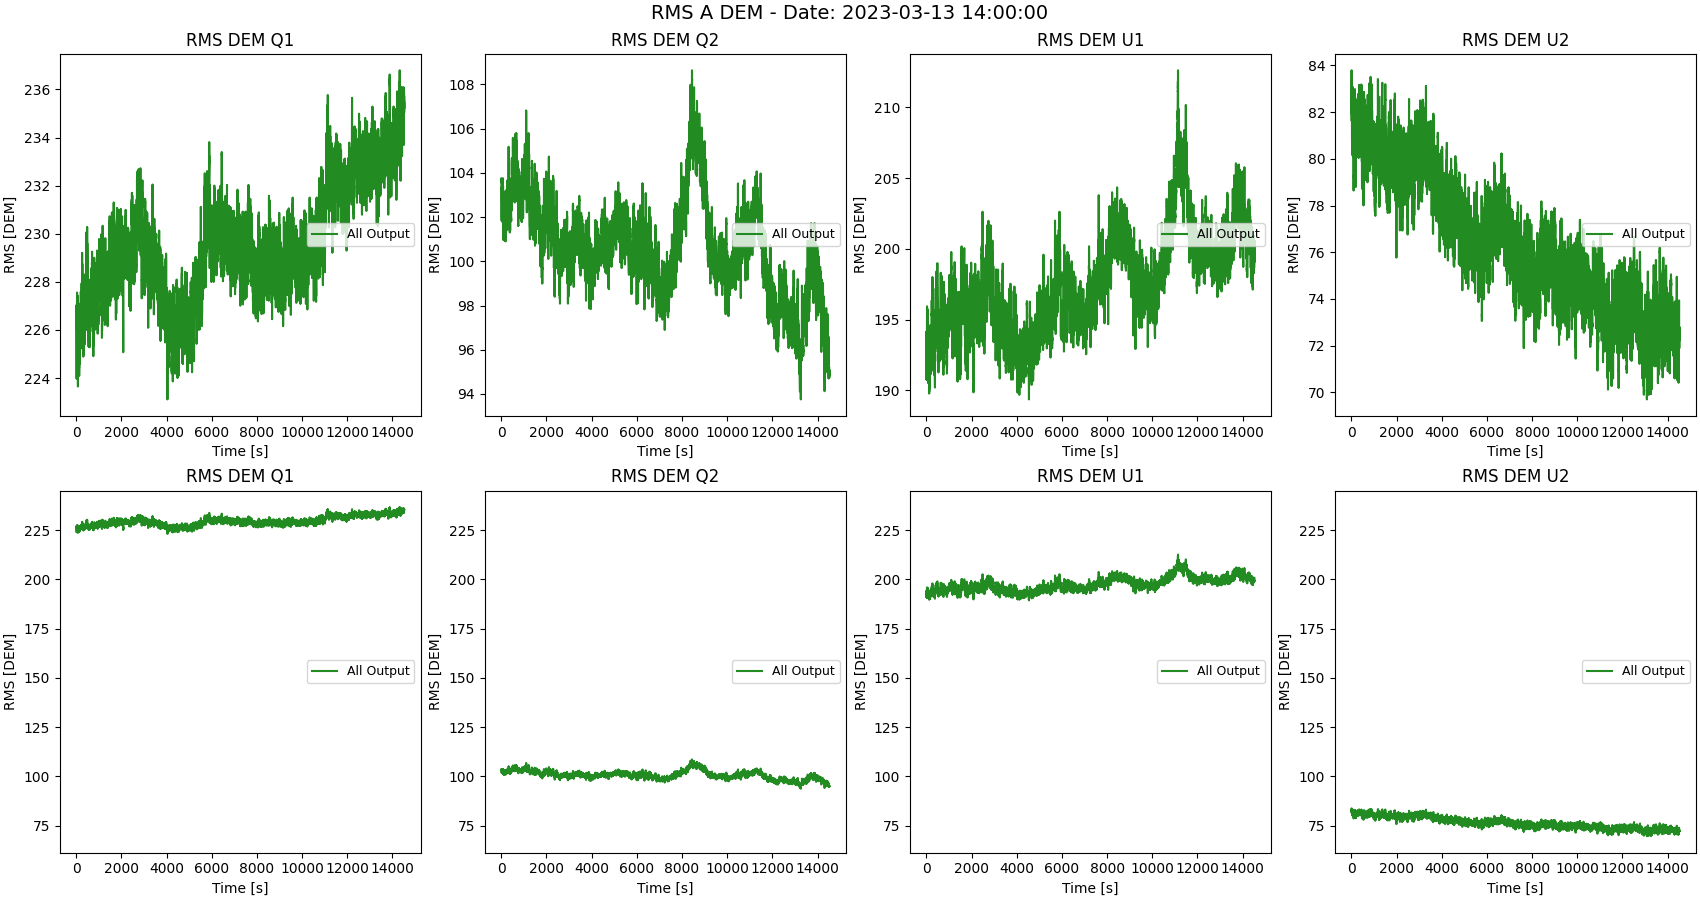 RMS A DEM - Date: 2023-03-13 14:00:00
RMS DEM Q1
RMS DEM Q2
RMS DEM U1
RMS DEM U2
RMS [DEM]
236
234
232
230
228
226
224
All Output
0 2000 4000 6000 8000 10000 12000 14000
Time [s]
RMS [DEM]
108
106
104
102
100
98
96
94
All Output
0 2000 4000 6000 8000 10000 12000 14000
Time [s]
RMS [DEM]
210
205
200
195
190
All Output
0 2000 4000 6000 8000 10000 12000 14000
Time [s]
RMS [DEM]
84
82
80
78
76
74
72
70
All Output
0 2000 4000 6000 8000 10000 12000 14000
Time [s]
RMS DEM Q1
RMS DEM Q2
RMS DEM U1
RMS DEM U2
RMS [DEM]
225
200
175
150
125
100
75
All Output
0 2000 4000 6000 8000 10000 12000 14000
Time [s]
RMS [DEM]
225
200
175
150
125
100
75
All Output
0 2000 4000 6000 8000 10000 12000 14000
Time [s]
RMS [DEM]
225
200
175
150
125
100
75
All Output
0 2000 4000 6000 8000 10000 12000 14000
Time [s]
RMS [DEM]
225
200
175
150
125
100
75
All Output
0 2000 4000 6000 8000 10000 12000 14000
Time [s]